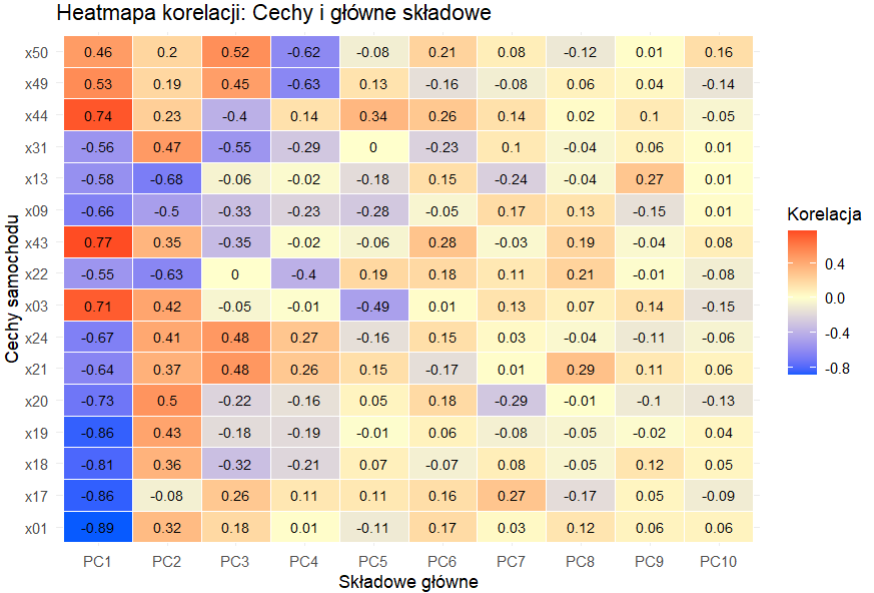 Heatmapa korelacji: Cechy i główne składowe
Cechy samochodu
x50 0.46 0.2 0.52 -0.62 -0.08 0.21 0.08 -0.12 0.01 0.16
x49 0.53 0.19 0.45 -0.63 0.13 -0.16 -0.08 0.06 0.04 -0.14
x44 0.74 0.23 -0.4 0.14 0.34 0.26 0.14 0.02 0.1 -0.05
x31 -0.56 0.47 -0.55 -0.29 0 -0.23 0.1 -0.04 0.06 0.01
x13 -0.58 -0.68 -0.06 -0.02 -0.18 0.15 -0.24 -0.04 0.27 0.01
x09 -0.66 -0.5 -0.33 -0.23 -0.28 -0.05 0.17 0.13 -0.15 0.01
x43 0.77 0.35 -0.35 -0.02 -0.06 0.28 -0.03 0.19 -0.04 0.08
x22 -0.55 -0.63 0 -0.4 0.19 0.18 0.11 0.21 -0.01 -0.08
x03 0.71 0.42 -0.05 -0.01 -0.49 0.01 0.13 0.07 0.14 -0.15
x24 -0.67 0.41 0.48 0.27 -0.16 0.15 0.03 -0.04 -0.11 -0.06
x21 -0.64 0.37 0.48 0.26 0.15 -0.17 0.01 0.29 0.11 0.06
x20 -0.73 0.5 -0.22 -0.16 0.05 0.18 -0.29 -0.01 -0.1 -0.13
x19 -0.86 0.43 -0.18 -0.19 -0.01 0.06 -0.08 -0.05 -0.02 0.04
x18 -0.81 0.36 -0.32 -0.21 0.07 -0.07 0.08 -0.05 0.12 0.05
x17 -0.86 -0.08 0.26 0.11 0.11 0.16 0.27 -0.17 0.05 -0.09
x01 -0.89 0.32 0.18 0.01 -0.11 0.17 0.03 0.12 0.06 0.06
PC1 PC2 PC3 PC4 PC5 PC6 PC7 PC8 PC9 PC10
Składowe główne
Korelacja
0.4
0.0
-0.4
-0.8